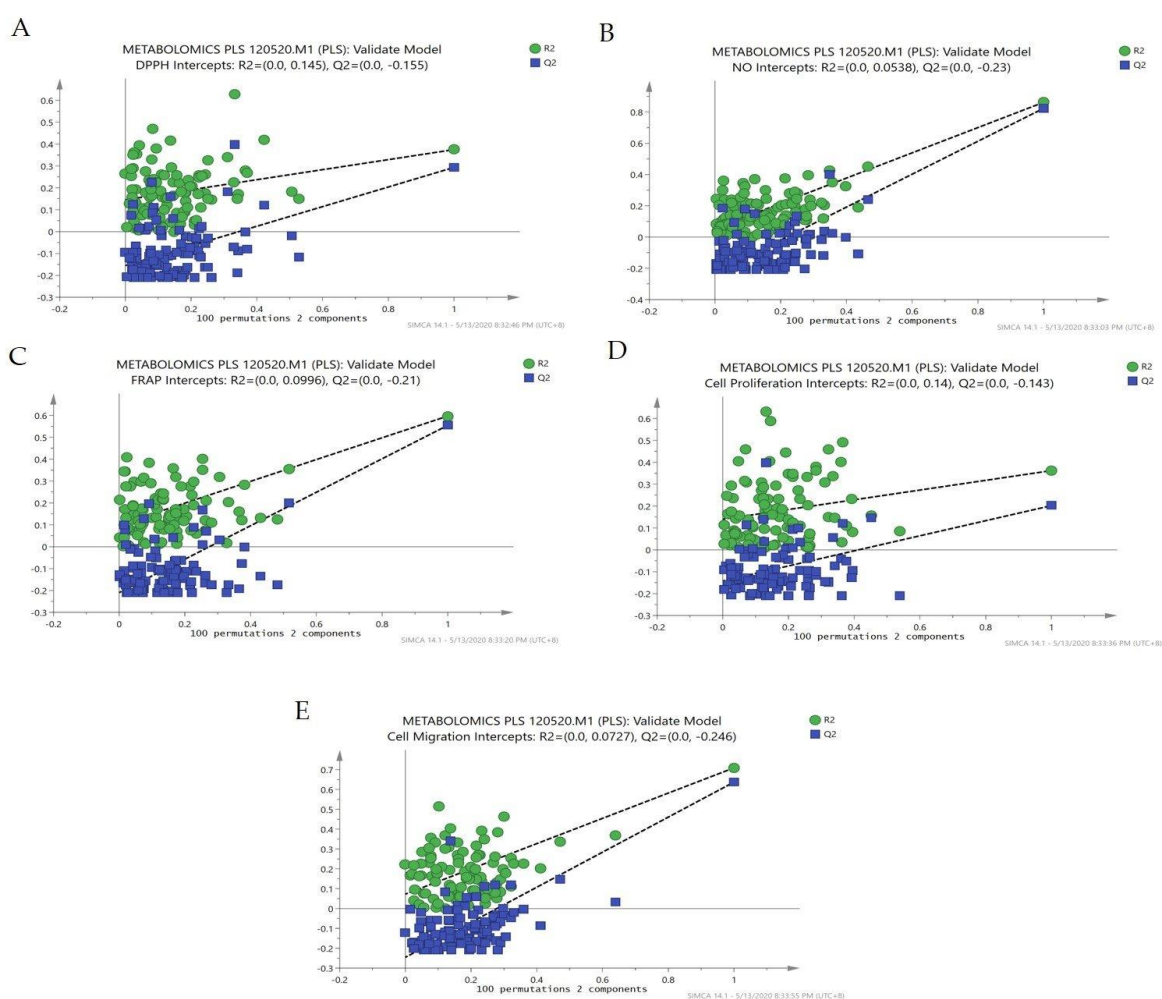 A
METABOLOMICS PLS 120520.M1 (PLS): Validate Model
DPPH Intercepts: R2=(0.0, 0.145), Q2=(0.0, -0.155)
R2
Q2
0.6
0.5
0.4
0.3
0.2
0.1
0
-0.1
-0.2
-0.3
-0.2 0 0.2 0.4 0.6 0.8 1
100 permutations 2 components
SIMCA 14.1 - 5/13/2020 8:32:46 PM (UTC+8)
B
METABOLOMICS PLS 120520.M1 (PLS): Validate Model
NO Intercepts: R2=(0.0, 0.0538), Q2=(0.0, -0.23)
R2
Q2
0.8
0.6
0.4
0.2
0
-0.2
-0.4
-0.2 0 0.2 0.4 0.6 0.8 1
100 permutations 2 components
SIMCA 14.1 - 5/13/2020 8:33:03 PM (UTC+8)
C
METABOLOMICS PLS 120520.M1 (PLS): Validate Model
FRAP Intercepts: R2=(0.0, 0.0996), Q2=(0.0, -0.21)
R2
Q2
0.6
0.5
0.4
0.3
0.2
0.1
0
-0.1
-0.2
-0.3
-0.2 0 0.2 0.4 0.6 0.8 1
100 permutations 2 components
SIMCA 14.1 - 5/13/2020 8:33:20 PM (UTC+8)
D
METABOLOMICS PLS 120520.M1 (PLS): Validate Model
Cell Proliferation Intercepts: R2=(0.0, 0.14), Q2=(0.0, -0.143)
R2
Q2
0.6
0.5
0.4
0.3
0.2
0.1
0
-0.1
-0.2
-0.3
-0.2 0 0.2 0.4 0.6 0.8 1
100 permutations 2 components
SIMCA 14.1 - 5/13/2020 8:33:36 PM (UTC+8)
E
METABOLOMICS PLS 120520.M1 (PLS): Validate Model
Cell Migration Intercepts: R2=(0.0, 0.0727), Q2=(0.0, -0.246)
R2
Q2
0.7
0.6
0.5
0.4
0.3
0.2
0.1
0
-0.1
-0.2
-0.3
-0.2 0 0.2 0.4 0.6 0.8 1
100 permutations 2 components
SIMCA 14.1 - 5/13/2020 8:33:55 PM (UTC+8)